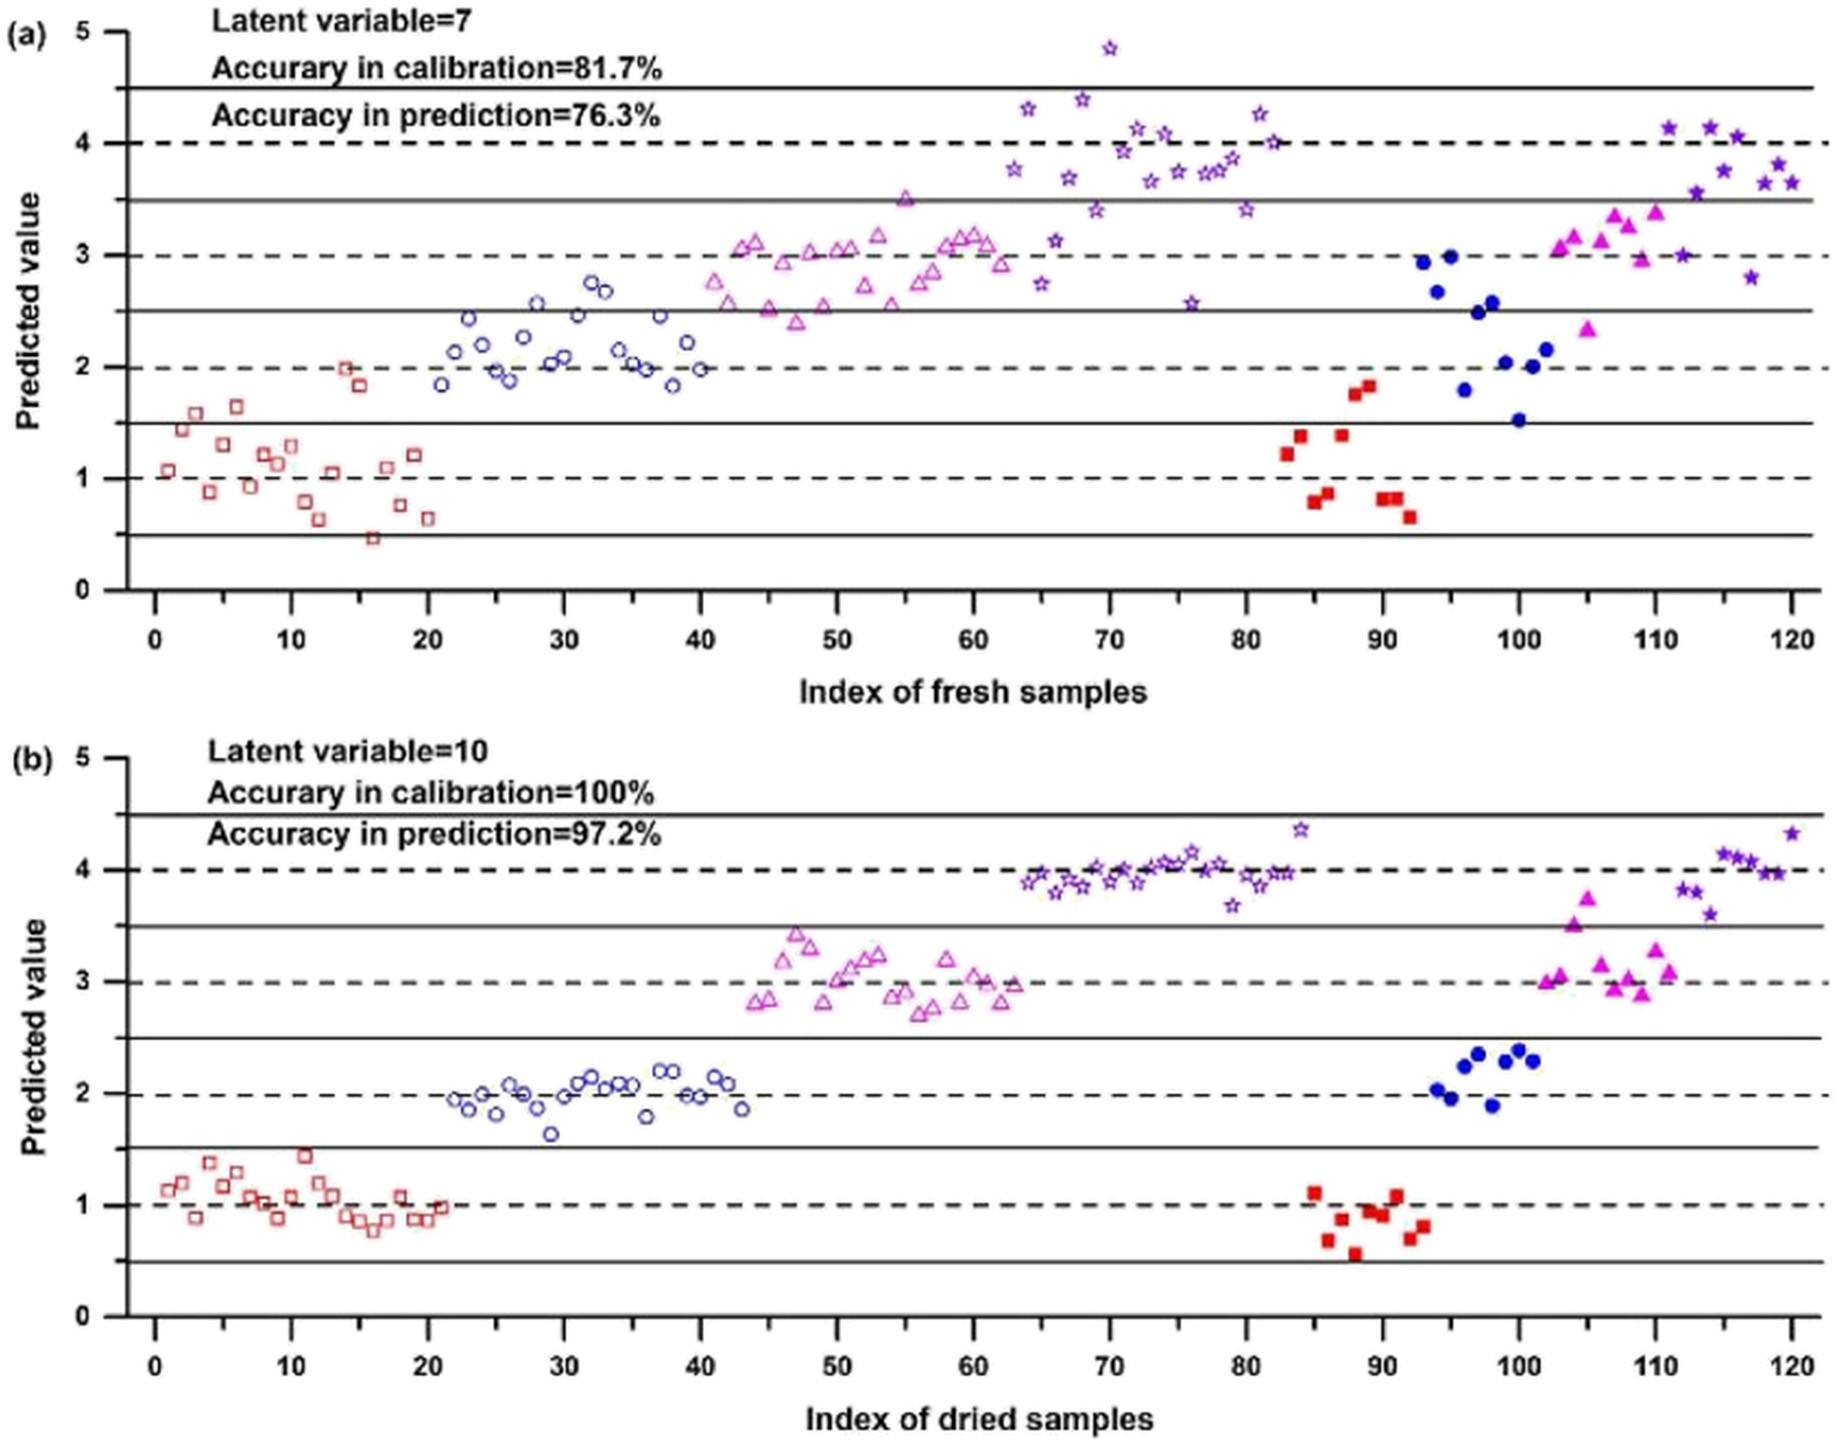 (a)
Latent variable=7
Accurary in calibration=81.7%
Accuracy in prediction=76.3%
5
4
3
2
1
0
Predicted value
0 10 20 30 40 50 60 70 80 90 100 110 120
Index of fresh samples
(b)
Latent variable=10
Accurary in calibration=100%
Accuracy in prediction=97.2%
5
4
3
2
1
0
Predicted value
0 10 20 30 40 50 60 70 80 90 100 110 120
Index of dried samples